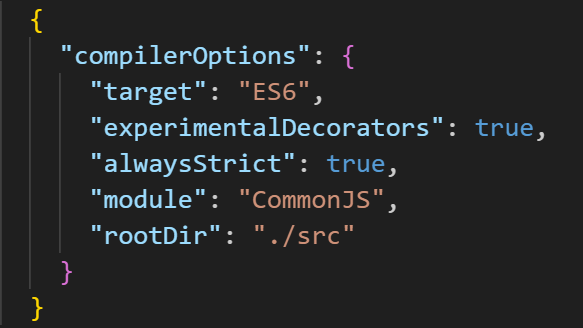 {
  "compilerOptions": {
    "target": "ES6",
    "experimentalDecorators": true,
    "alwaysStrict": true,
    "module": "CommonJS",
    "rootDir": "./src"
  }
}